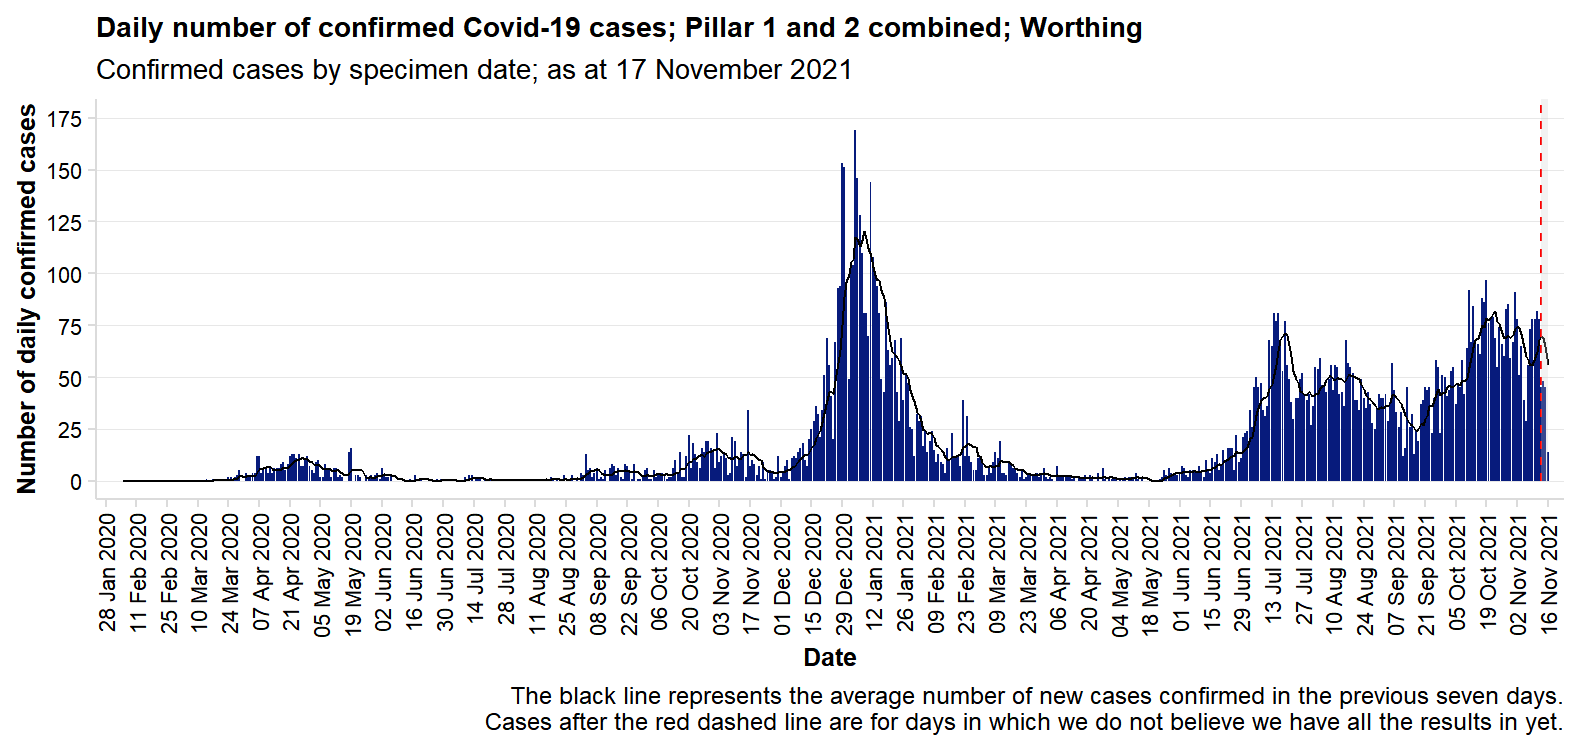 Daily number of confirmed Covid-19 cases; Pillar 1 and 2 combined; Worthing
Confirmed cases by specimen date; as at 17 November 2021
Number of daily confirmed cases
175
150
125
100
75
50
25
0
28 Jan 2020
11 Feb 2020
25 Feb 2020
10 Mar 2020
24 Mar 2020
07 Apr 2020
21 Apr 2020
05 May 2020
19 May 2020
02 Jun 2020
16 Jun 2020
30 Jun 2020
14 Jul 2020
28 Jul 2020
11 Aug 2020
25 Aug 2020
08 Sep 2020
22 Sep 2020
06 Oct 2020
20 Oct 2020
03 Nov 2020
17 Nov 2020
01 Dec 2020
15 Dec 2020
29 Dec 2020
12 Jan 2021
26 Jan 2021
09 Feb 2021
23 Feb 2021
09 Mar 2021
23 Mar 2021
06 Apr 2021
20 Apr 2021
04 May 2021
18 May 2021
01 Jun 2021
15 Jun 2021
29 Jun 2021
13 Jul 2021
27 Jul 2021
10 Aug 2021
24 Aug 2021
07 Sep 2021
21 Sep 2021
05 Oct 2021
19 Oct 2021
02 Nov 2021
16 Nov 2021
Date
The black line represents the average number of new cases confirmed in the previous seven days.
Cases after the red dashed line are for days in which we do not believe we have all the results in yet.